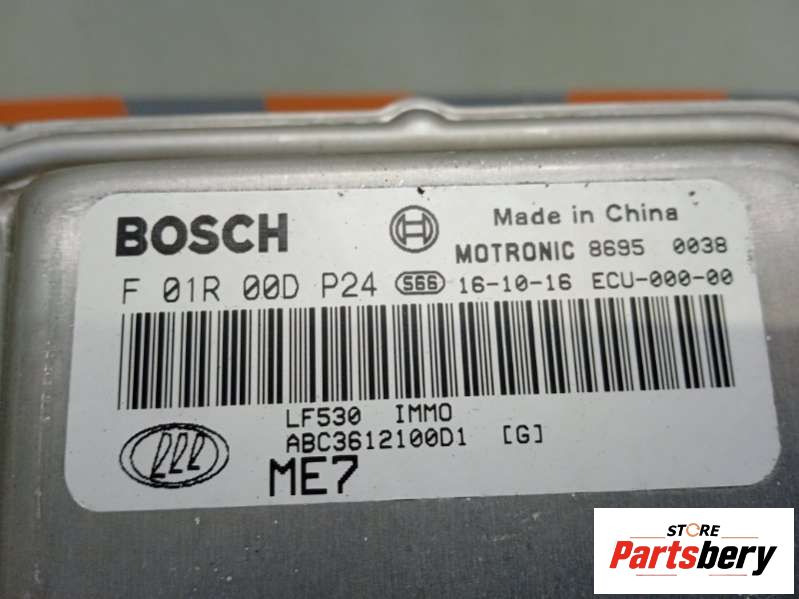 BOSCH
Made in China
MOTRONIC 8695 0038
F 01R 00D P24 566 16-10-16 ECU-000-00
LF530 IMMO
ABC3612100D1 [G]
ME7
STORE
Partsbery